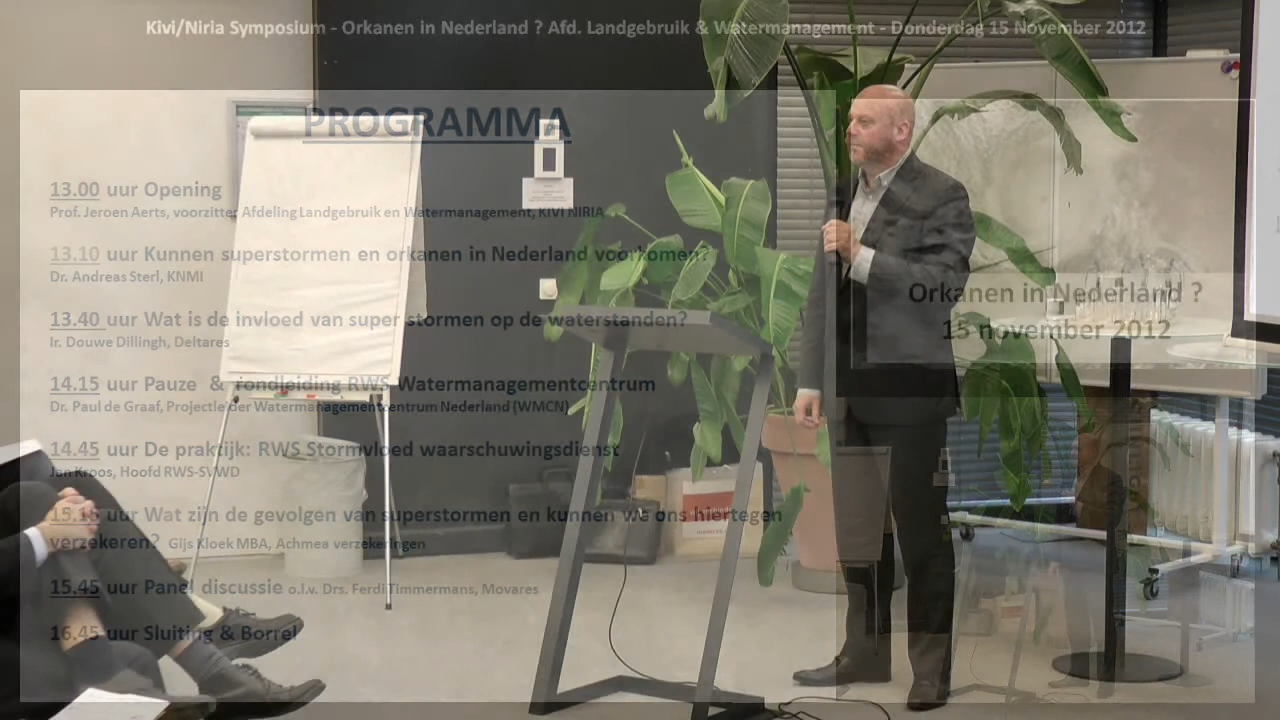 Kivi/Niria Symposium - Orkanen in Nederland ? Afd. Landgebruik & Watermanagement - Donderdag 15 November 2012
PROGRAMMA
13.00 uur Opening
Prof. Jeroen Aerts, voorzitter Afdeling Landgebruik en Watermanagement, KIVI NIRIA
13.10 uur Kunnen superstormen en orkanen in Nederland voorkomen?
Dr. Andreas Sterl, KNMI
13.40 uur Wat is de invloed van super stormen op de waterstanden?
Ir. Douwe Dillingh, Deltares
14.15 uur Pauze & rondleiding RWS Watermanagementcentrum
Dr. Paul de Graaf, Projectleider Watermanagementcentrum Nederland (WMCN)
14.45 uur De praktijk: RWS Stormvloed waarschuwingsdienst
Jan Kroos, Hoofd RWS-SVWD
15.15 uur Wat zijn de gevolgen van superstormen en kunnen we ons hiertegen
verzekeren? Gijs Kloek MBA, Achmea verzekeringen
15.45 uur Panel discussie o.l.v. Drs. Ferdi Timmermans, Movares
16.45 uur Sluiting & Borrel
Orkanen in Nederland ?
15 november 2012